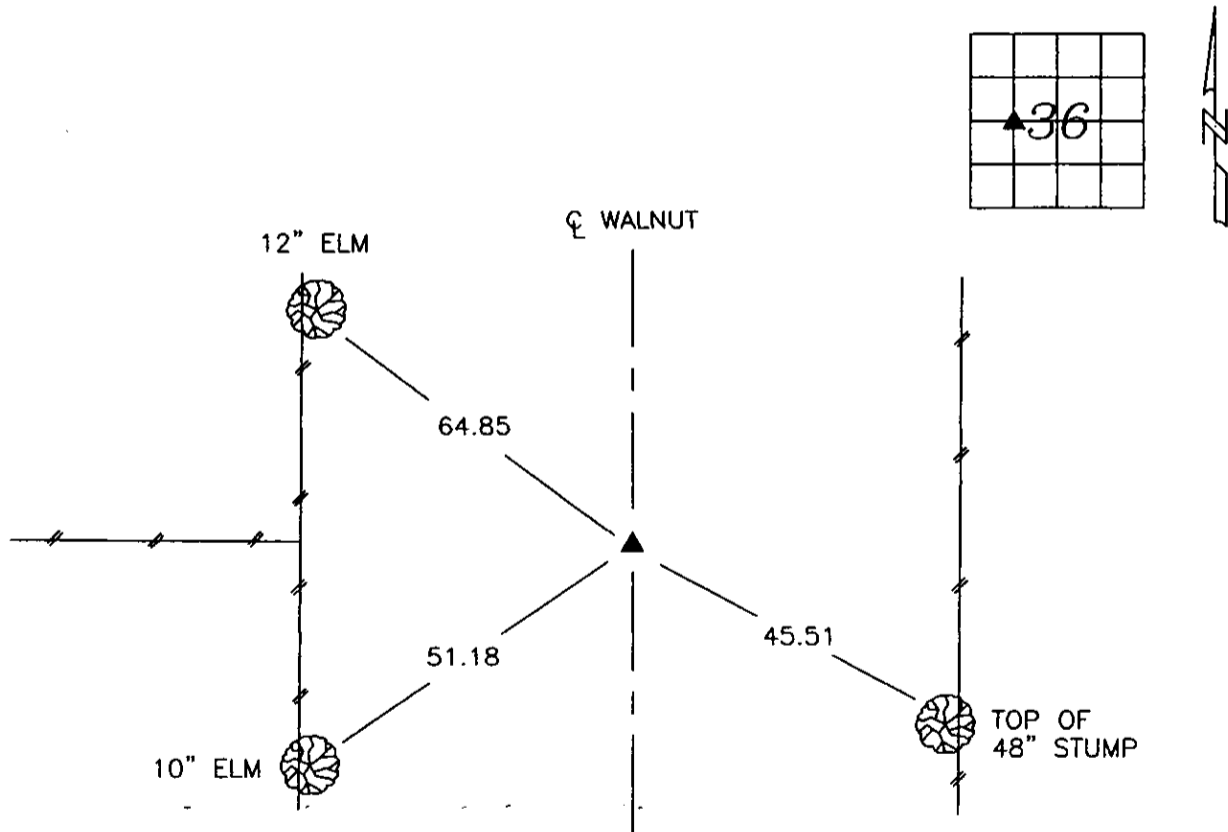 36
N
℄ WALNUT
12" ELM
64.85
51.18
45.51
10" ELM
TOP OF
48" STUMP